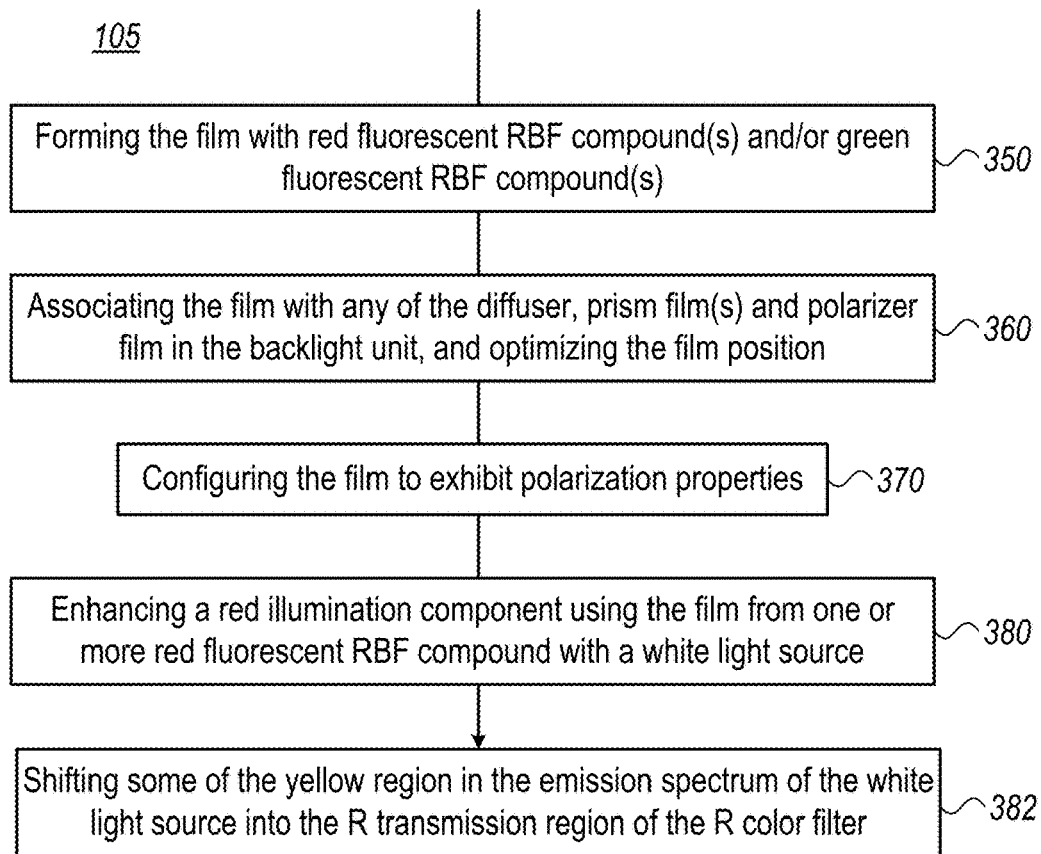 105
Forming the film with red fluorescent RBF compound(s) and/or green
fluorescent RBF compound(s)
350
Associating the film with any of the diffuser, prism film(s) and polarizer
film in the backlight unit, and optimizing the film position
360
Configuring the film to exhibit polarization properties
370
Enhancing a red illumination component using the film from one or
more red fluorescent RBF compound with a white light source
380
Shifting some of the yellow region in the emission spectrum of the white
light source into the R transmission region of the R color filter
382